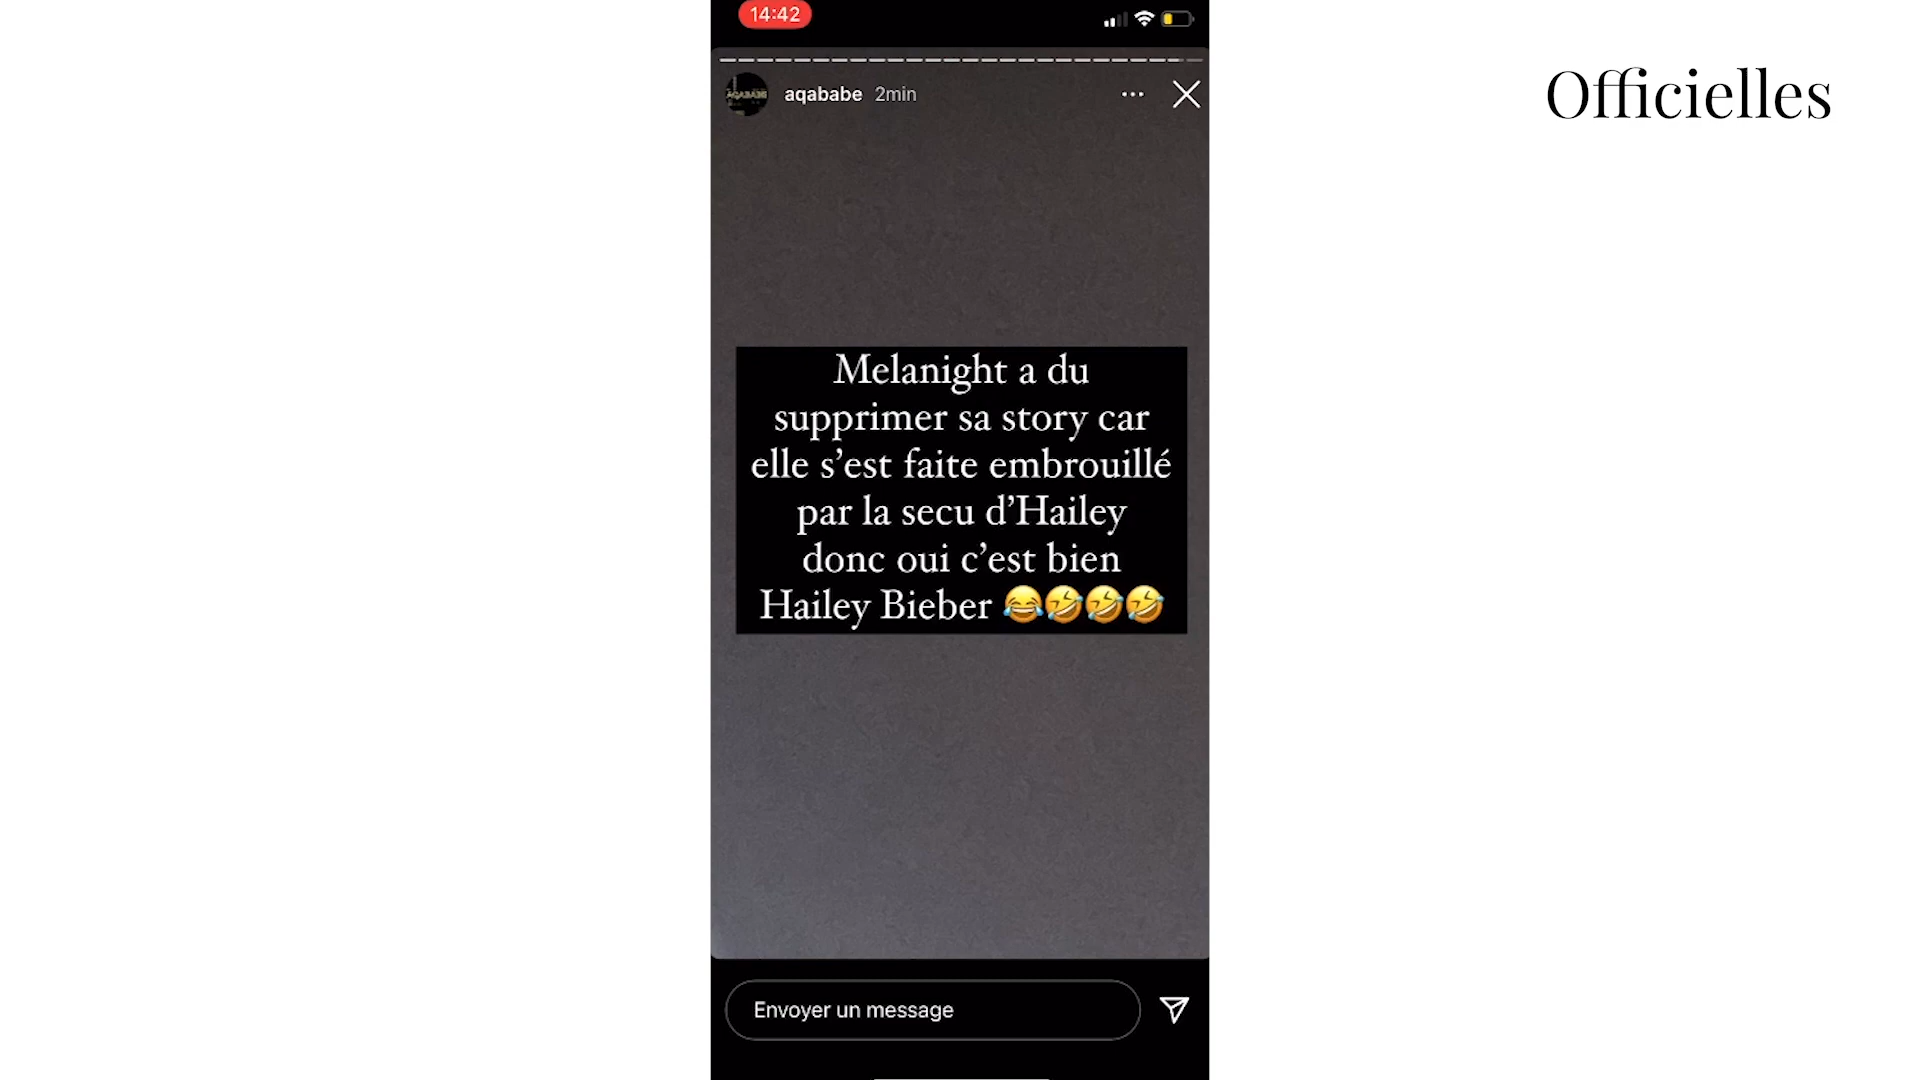 14:42
Officielles
aqababe 2min
Melanight a du
supprimer sa story car
elle s'est faite embrouillé
par la secu d'Hailey
donc oui c'est bien
Hailey Bieber 😂🤣🤣🤣
Envoyer un message